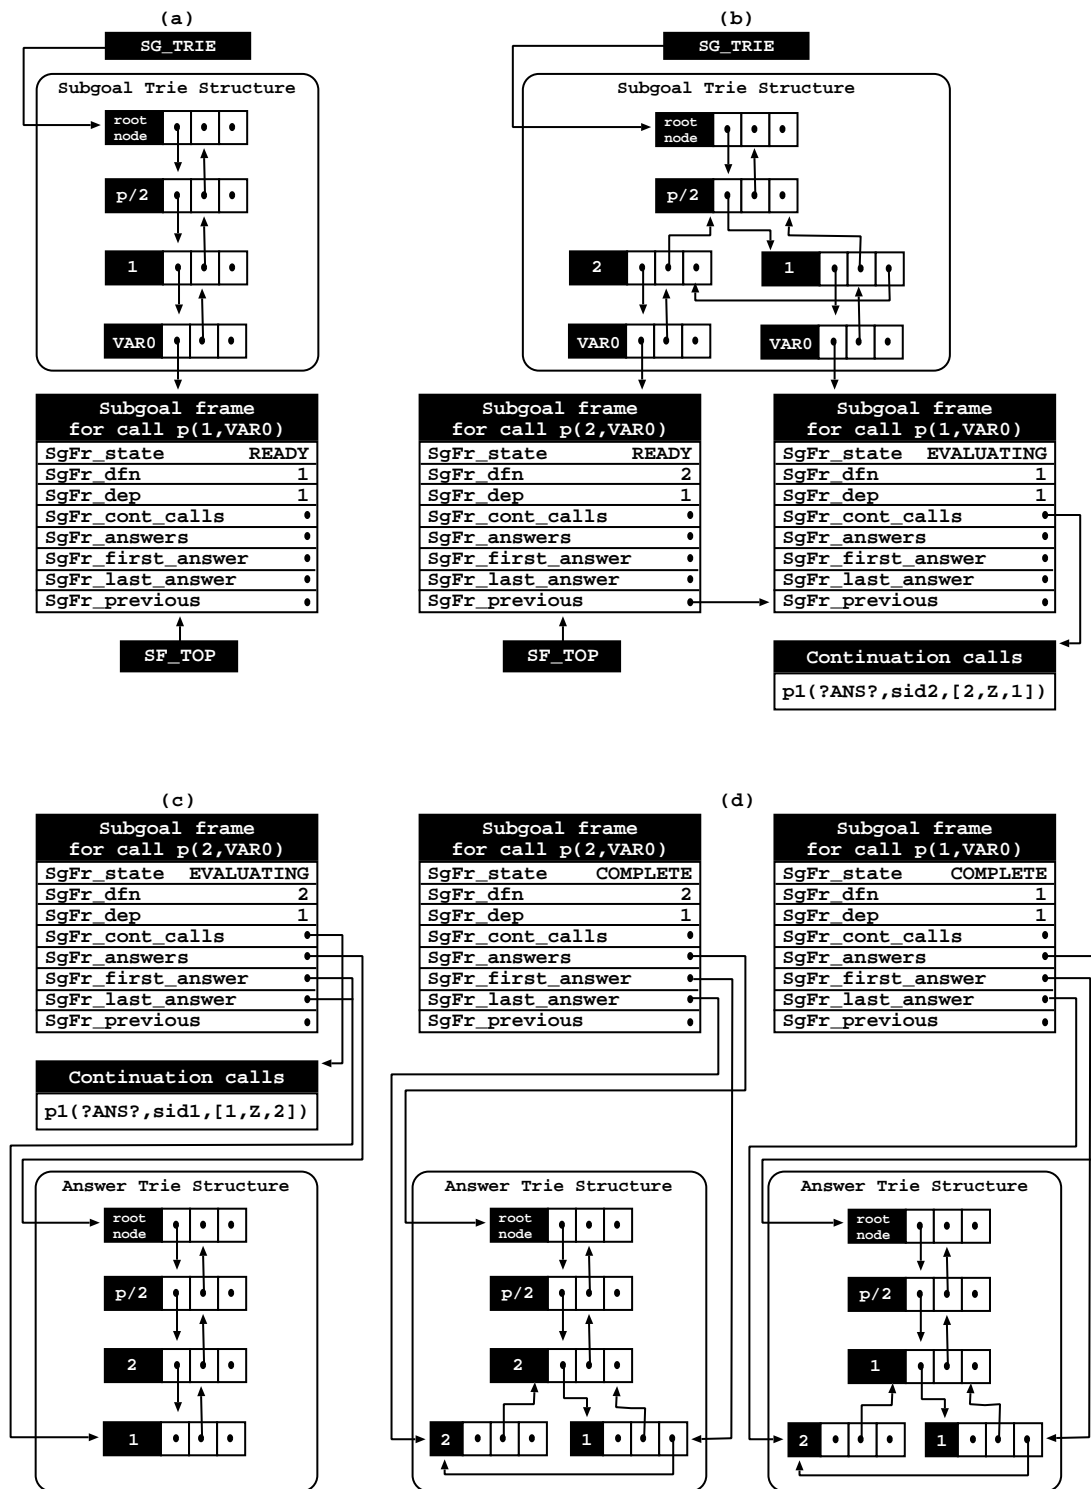 (a)
SG_TRIE
Subgoal Trie Structure
root
node
p/2
1
VAR0
Subgoal frame
for call p(1,VAR0)
SgFr_state READY
SgFr_dfn 1
SgFr_dep 1
SgFr_cont_calls
SgFr_answers
SgFr_first_answer
SgFr_last_answer
SgFr_previous
SF_TOP
(b)
SG_TRIE
Subgoal Trie Structure
root
node
p/2
2 1
VAR0 VAR0
Subgoal frame
for call p(2,VAR0)
SgFr_state READY
SgFr_dfn 2
SgFr_dep 1
SgFr_cont_calls
SgFr_answers
SgFr_first_answer
SgFr_last_answer
SgFr_previous
SF_TOP
Subgoal frame
for call p(1,VAR0)
SgFr_state EVALUATING
SgFr_dfn 1
SgFr_dep 1
SgFr_cont_calls
SgFr_answers
SgFr_first_answer
SgFr_last_answer
SgFr_previous
Continuation calls
p1(?ANS?,sid2,[2,Z,1])
(c)
Subgoal frame
for call p(2,VAR0)
SgFr_state EVALUATING
SgFr_dfn 2
SgFr_dep 1
SgFr_cont_calls
SgFr_answers
SgFr_first_answer
SgFr_last_answer
SgFr_previous
Continuation calls
p1(?ANS?,sid1,[1,Z,2])
Answer Trie Structure
root
node
p/2
2
1
(d)
Subgoal frame
for call p(2,VAR0)
SgFr_state COMPLETE
SgFr_dfn 2
SgFr_dep 1
SgFr_cont_calls
SgFr_answers
SgFr_first_answer
SgFr_last_answer
SgFr_previous
Answer Trie Structure
root
node
p/2
2
2 1
Subgoal frame
for call p(1,VAR0)
SgFr_state COMPLETE
SgFr_dfn 1
SgFr_dep 1
SgFr_cont_calls
SgFr_answers
SgFr_first_answer
SgFr_last_answer
SgFr_previous
Answer Trie Structure
root
node
p/2
1
2 1